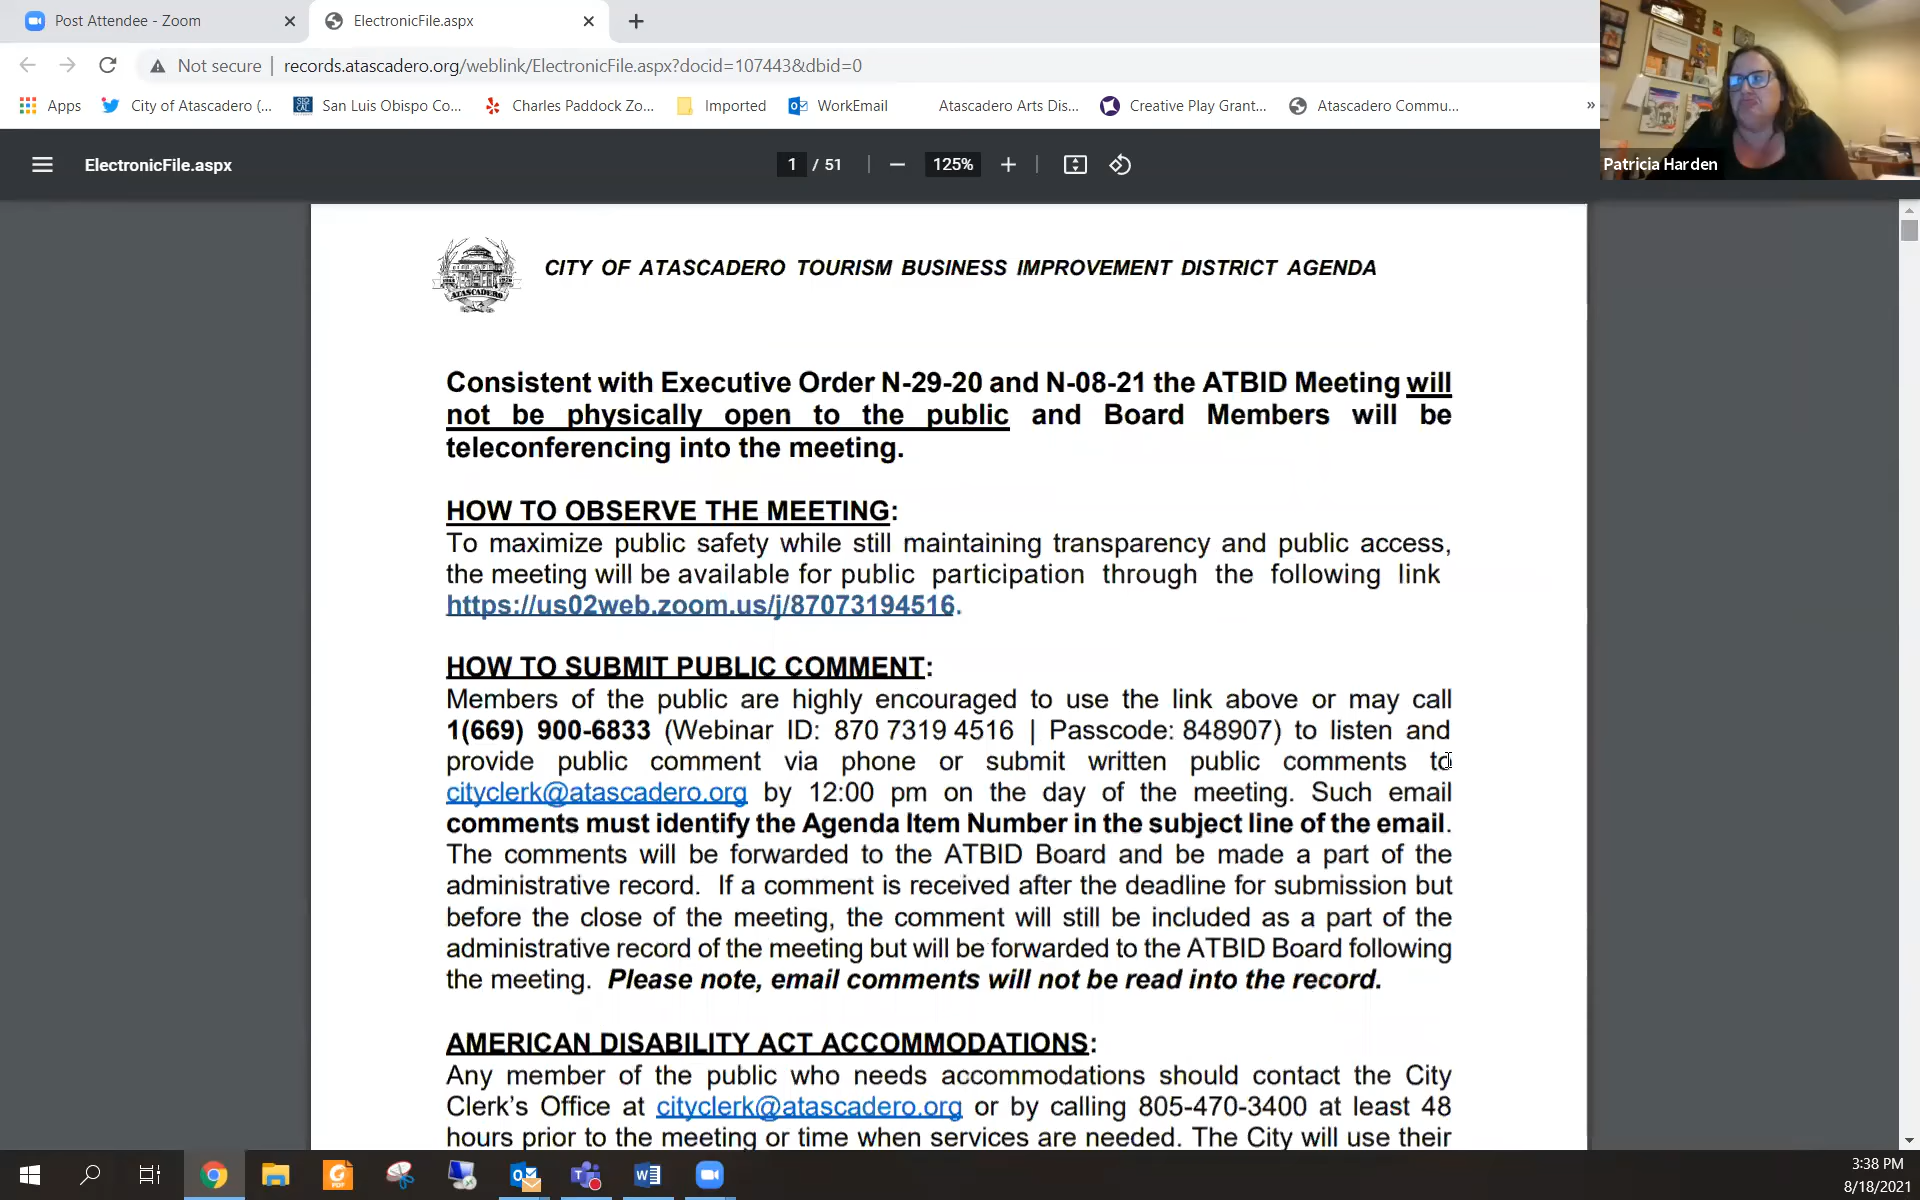 Post Attendee - Zoom
ElectronicFile.aspx
Not secure
records.atascadero.org/weblink/ElectronicFile.aspx?docid=107443&dbid=0
Apps
City of Atascadero (...
San Luis Obispo Co...
Charles Paddock Zo...
Imported
WorkEmail
Atascadero Arts Dis...
Creative Play Grant...
Atascadero Commu...
»
ElectronicFile.aspx
1 / 51
125%
Patricia Harden
ATASCADERO
CITY OF ATASCADERO TOURISM BUSINESS IMPROVEMENT DISTRICT AGENDA
Consistent with Executive Order N-29-20 and N-08-21 the ATBID Meeting will
not be physically open to the public and Board Members will be
teleconferencing into the meeting.
HOW TO OBSERVE THE MEETING:
To maximize public safety while still maintaining transparency and public access,
the meeting will be available for public participation through the following link
https://us02web.zoom.us/j/87073194516.
HOW TO SUBMIT PUBLIC COMMENT:
Members of the public are highly encouraged to use the link above or may call
1(669) 900-6833 (Webinar ID: 870 7319 4516 | Passcode: 848907) to listen and
provide public comment via phone or submit written public comments to
cityclerk@atascadero.org by 12:00 pm on the day of the meeting. Such email
comments must identify the Agenda Item Number in the subject line of the email.
The comments will be forwarded to the ATBID Board and be made a part of the
administrative record. If a comment is received after the deadline for submission but
before the close of the meeting, the comment will still be included as a part of the
administrative record of the meeting but will be forwarded to the ATBID Board following
the meeting. Please note, email comments will not be read into the record.
AMERICAN DISABILITY ACT ACCOMMODATIONS:
Any member of the public who needs accommodations should contact the City
Clerk's Office at cityclerk@atascadero.org or by calling 805-470-3400 at least 48
hours prior to the meeting or time when services are needed. The City will use their
3:38 PM
8/18/2021